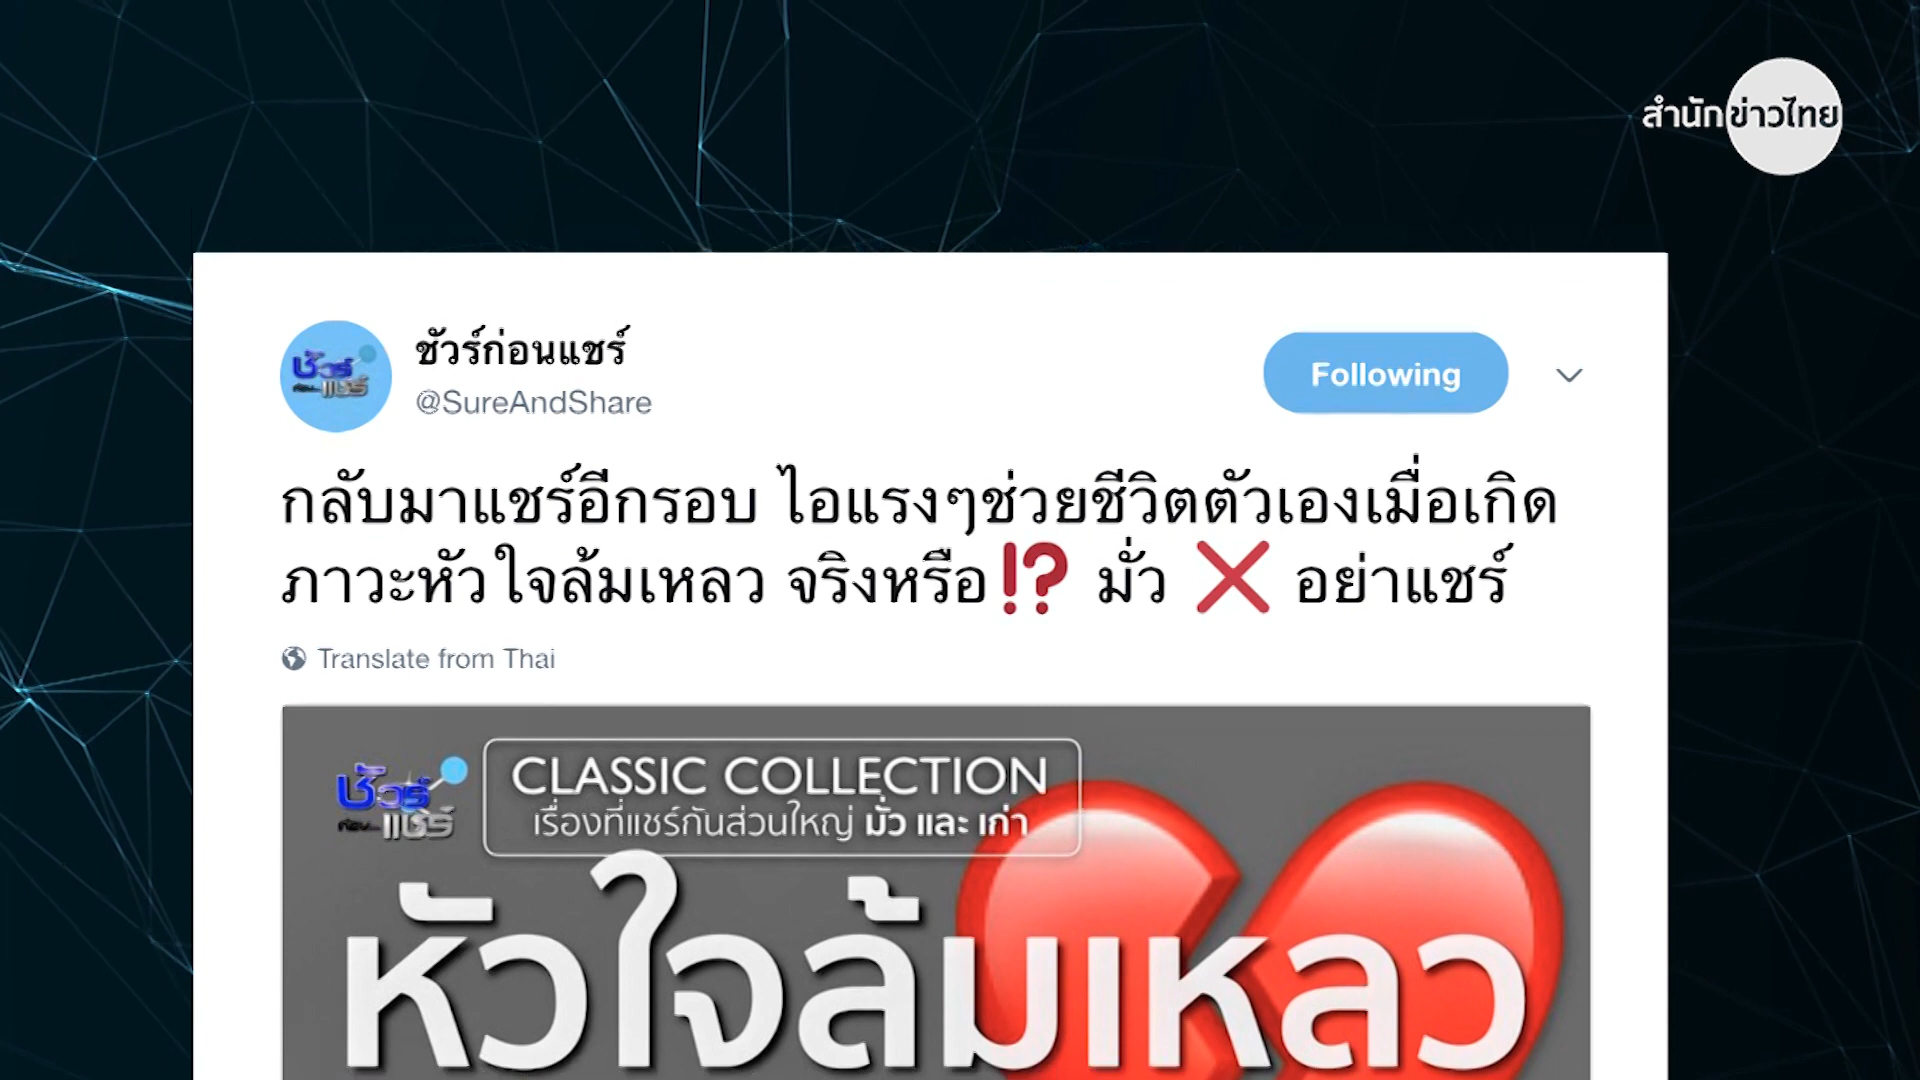 สำนักข่าวไทย
ชัวร์ก่อนแชร์
@SureAndShare
Following
กลับมาแชร์อีกรอบ ไอแรงๆช่วยชีวิตตัวเองเมื่อเกิด
ภาวะหัวใจล้มเหลว จริงหรือ⁉️ มั่ว ❌ อย่าแชร์
Translate from Thai
ชัวร์
ก่อน...แชร์
CLASSIC COLLECTION
เรื่องที่แชร์กันส่วนใหญ่ มั่ว และ เก่า
หัวใจล้มเหลว